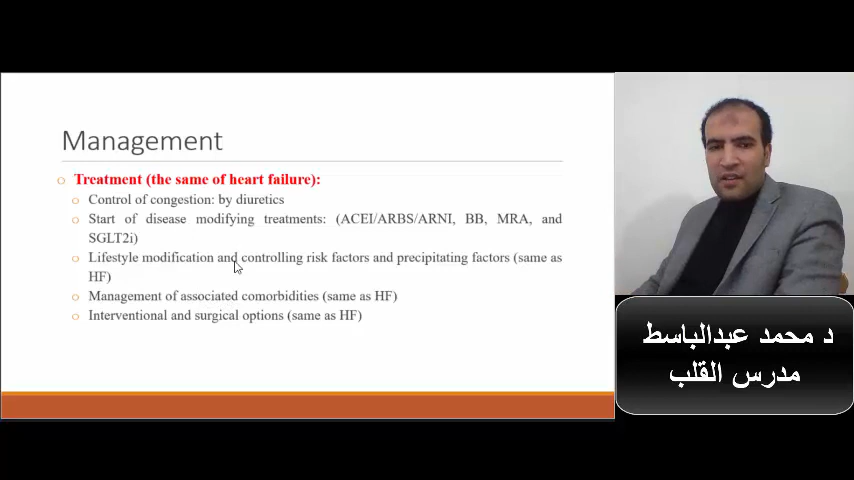 Management
Treatment (the same of heart failure):
Control of congestion: by diuretics
Start of disease modifying treatments: (ACEI/ARBS/ARNI, BB, MRA, and
SGLT2i)
Lifestyle modification and controlling risk factors and precipitating factors (same as
HF)
Management of associated comorbidities (same as HF)
Interventional and surgical options (same as HF)
د محمد عبدالباسط
مدرس القلب